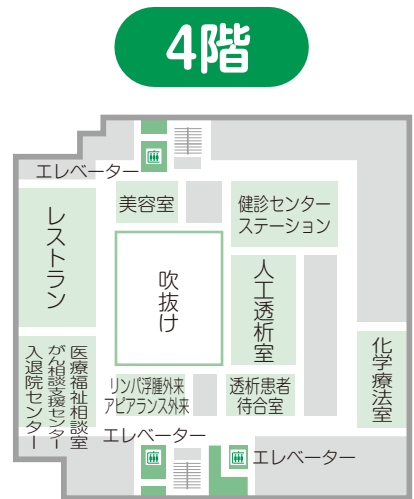 4階
エレベーター
美容室
健診センター
ステーション
レストラン
吹抜け
人工透析室
医療福祉相談室
がん相談支援センター
入退院センター
化学療法室
リンパ浮腫外来
アピアランス外来
透析患者
待合室
エレベーター
エレベーター